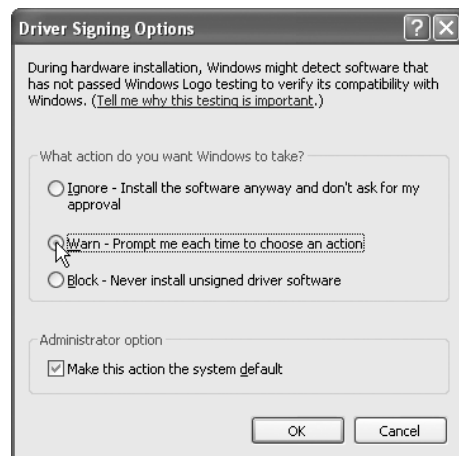 Driver Signing Options
During hardware installation, Windows might detect software that
has not passed Windows Logo testing to verify its compatibility with
Windows. (Tell me why this testing is important.)
What action do you want Windows to take?
Ignore - Install the software anyway and don't ask for my
approval
Warn - Prompt me each time to choose an action
Block - Never install unsigned driver software
Administrator option
Make this action the system default
OK
Cancel